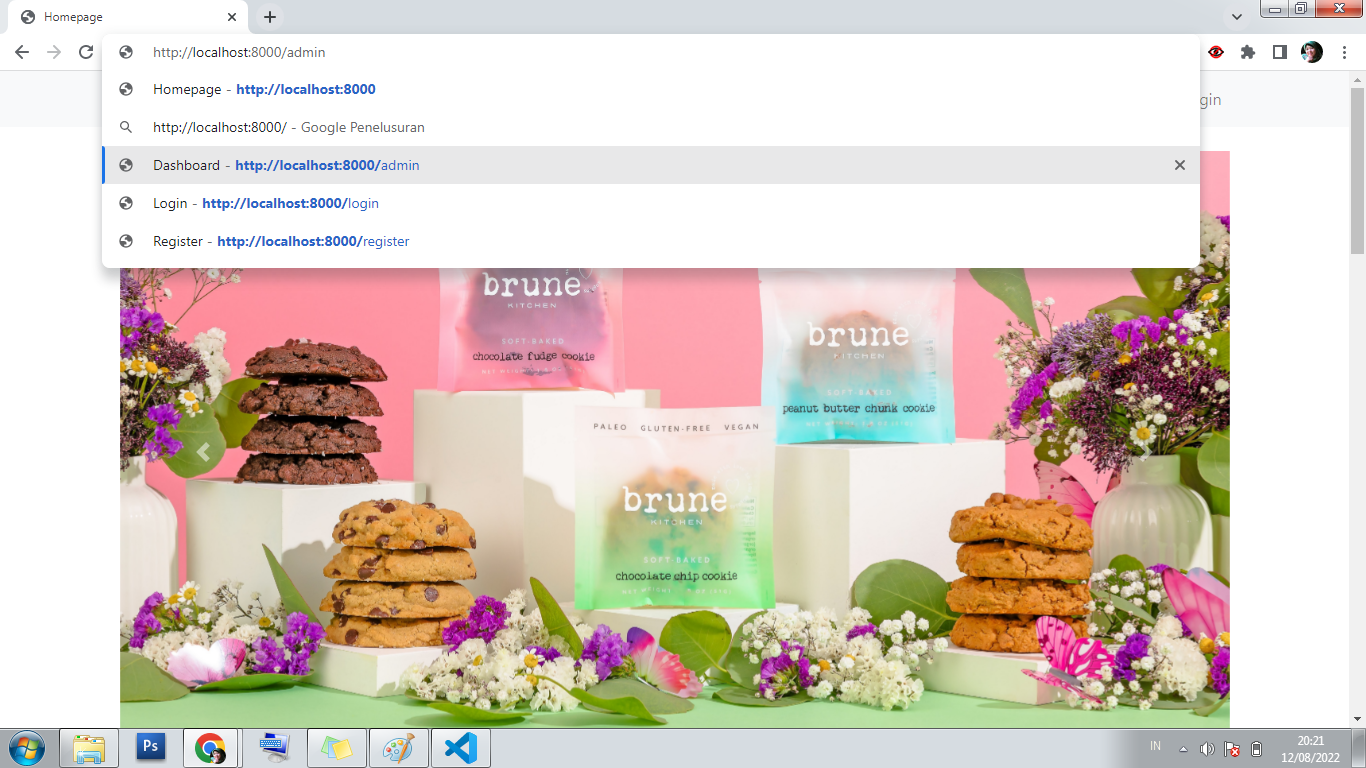 Homepage
http://localhost:8000/admin
Homepage - http://localhost:8000
http://localhost:8000/ - Google Penelusuran
Dashboard - http://localhost:8000/admin
Login - http://localhost:8000/login
Register - http://localhost:8000/register
brune
KITCHEN
SOFT-BAKED
chocolate fudge cookie
brune
KITCHEN
SOFT BAKED
peanut butter chunk cookie
PALEO GLUTEN-FREE VEGAN
brune
KITCHEN
SOFT-BAKED
chocolate chip cookie
Ps
IN
20:21
12/08/2022